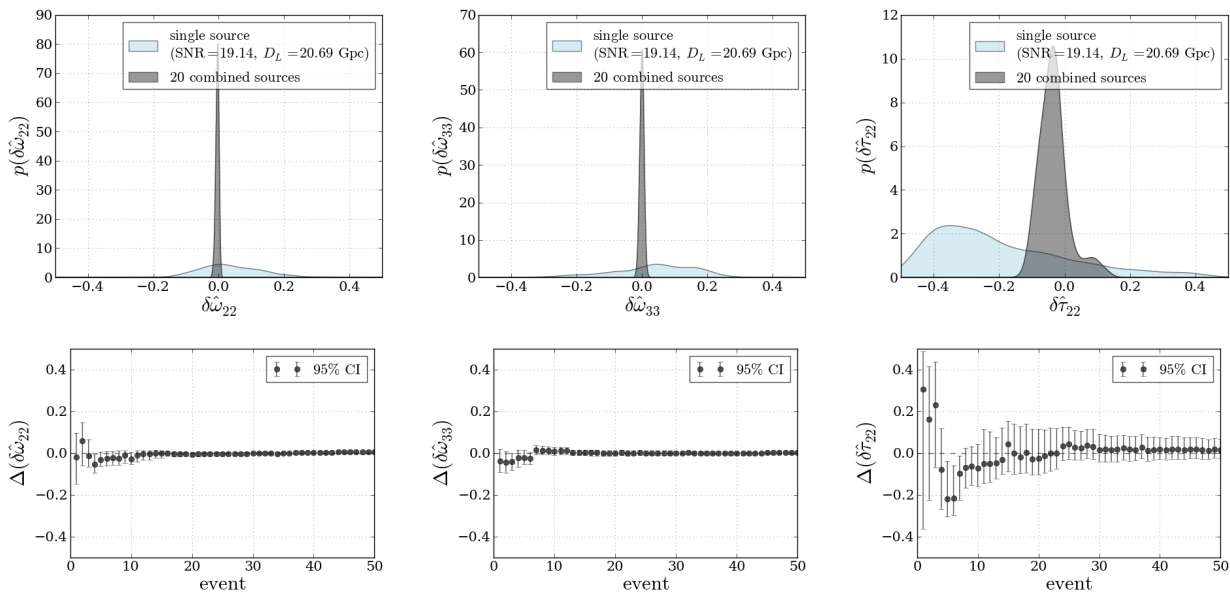 90
80
70
60
50
40
30
20
10
0
p(δω̂₂₂)
single source
(SNR=19.14, D_L =20.69 Gpc)
20 combined sources
−0.4 −0.2 0.0 0.2 0.4
δω̂₂₂
70
60
50
40
30
20
10
0
p(δω̂₃₃)
single source
(SNR=19.14, D_L =20.69 Gpc)
20 combined sources
−0.4 −0.2 0.0 0.2 0.4
δω̂₃₃
12
10
8
6
4
2
0
p(δτ̂₂₂)
single source
(SNR=19.14, D_L =20.69 Gpc)
20 combined sources
−0.4 −0.2 0.0 0.2 0.4
δτ̂₂₂
0.4
0.2
0.0
−0.2
−0.4
Δ(δω̂₂₂)
95% CI
0 10 20 30 40 50
event
0.4
0.2
0.0
−0.2
−0.4
Δ(δω̂₃₃)
95% CI
0 10 20 30 40 50
event
0.4
0.2
0.0
−0.2
−0.4
Δ(δτ̂₂₂)
95% CI
0 10 20 30 40 50
event